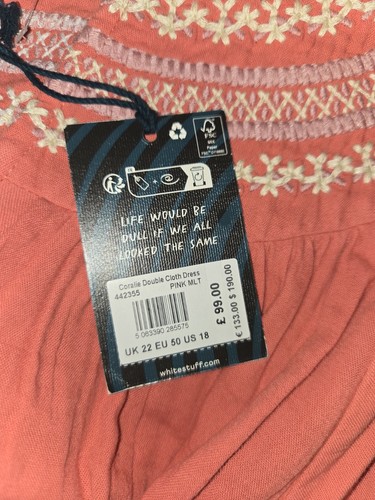 FSC
LIFE WOULD BE
DULL IF WE ALL
LOOKED THE SAME
Coralie Double Cloth Dress
442355 PINK MLT
£ 99.00
€ 133.00 $ 190.00
5 063390 285575
UK 22 EU 50 US 18
whitestuff.com